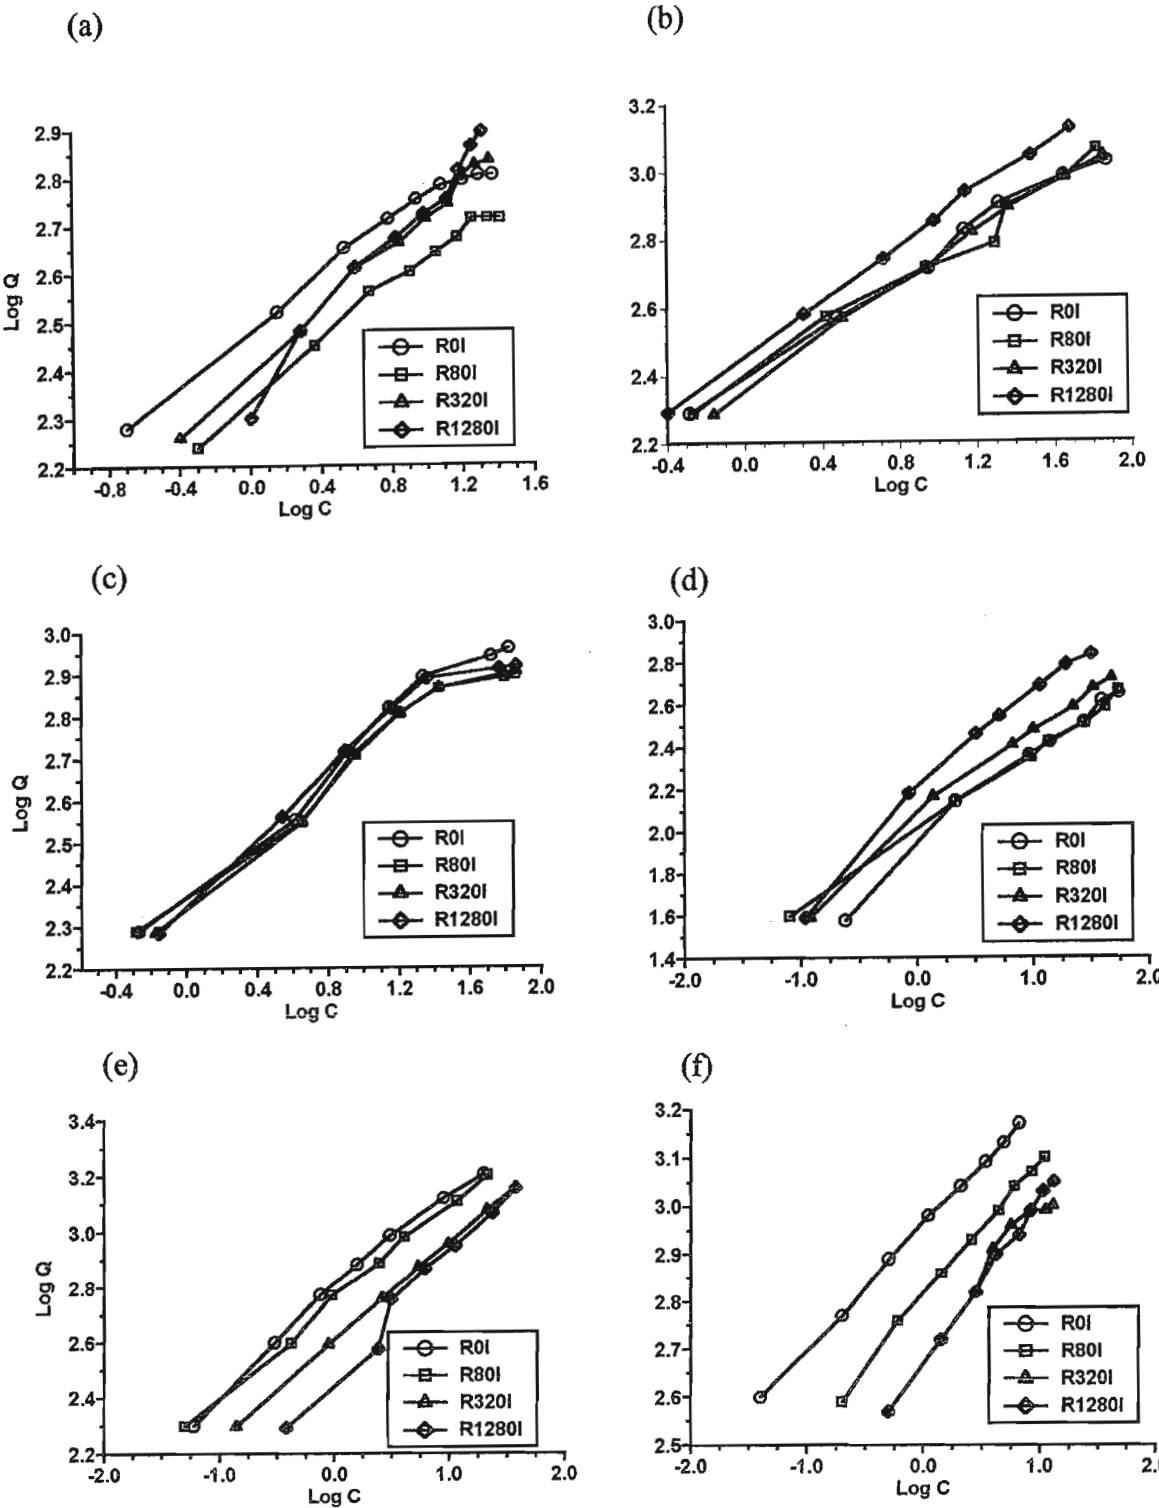 (a)
2.9
2.8
2.7
2.6
2.5
2.4
2.3
2.2
Log Q
-0.8 -0.4 0.0 0.4 0.8 1.2 1.6
Log C
R0I
R80I
R320I
R1280I
(b)
3.2
3.0
2.8
2.6
2.4
2.2
-0.4 0.0 0.4 0.8 1.2 1.6 2.0
Log C
R0I
R80I
R320I
R1280I
(c)
3.0
2.9
2.8
2.7
2.6
2.5
2.4
2.3
2.2
Log Q
-0.4 0.0 0.4 0.8 1.2 1.6 2.0
Log C
R0I
R80I
R320I
R1280I
(d)
3.0
2.8
2.6
2.4
2.2
2.0
1.8
1.6
1.4
-2.0 -1.0 0.0 1.0 2.0
Log C
R0I
R80I
R320I
R1280I
(e)
3.4
3.2
3.0
2.8
2.6
2.4
2.2
Log Q
-2.0 -1.0 0.0 1.0 2.0
Log C
R0I
R80I
R320I
R1280I
(f)
3.2
3.1
3.0
2.9
2.8
2.7
2.6
2.5
-2.0 -1.0 0.0 1.0 2.0
Log C
R0I
R80I
R320I
R1280I